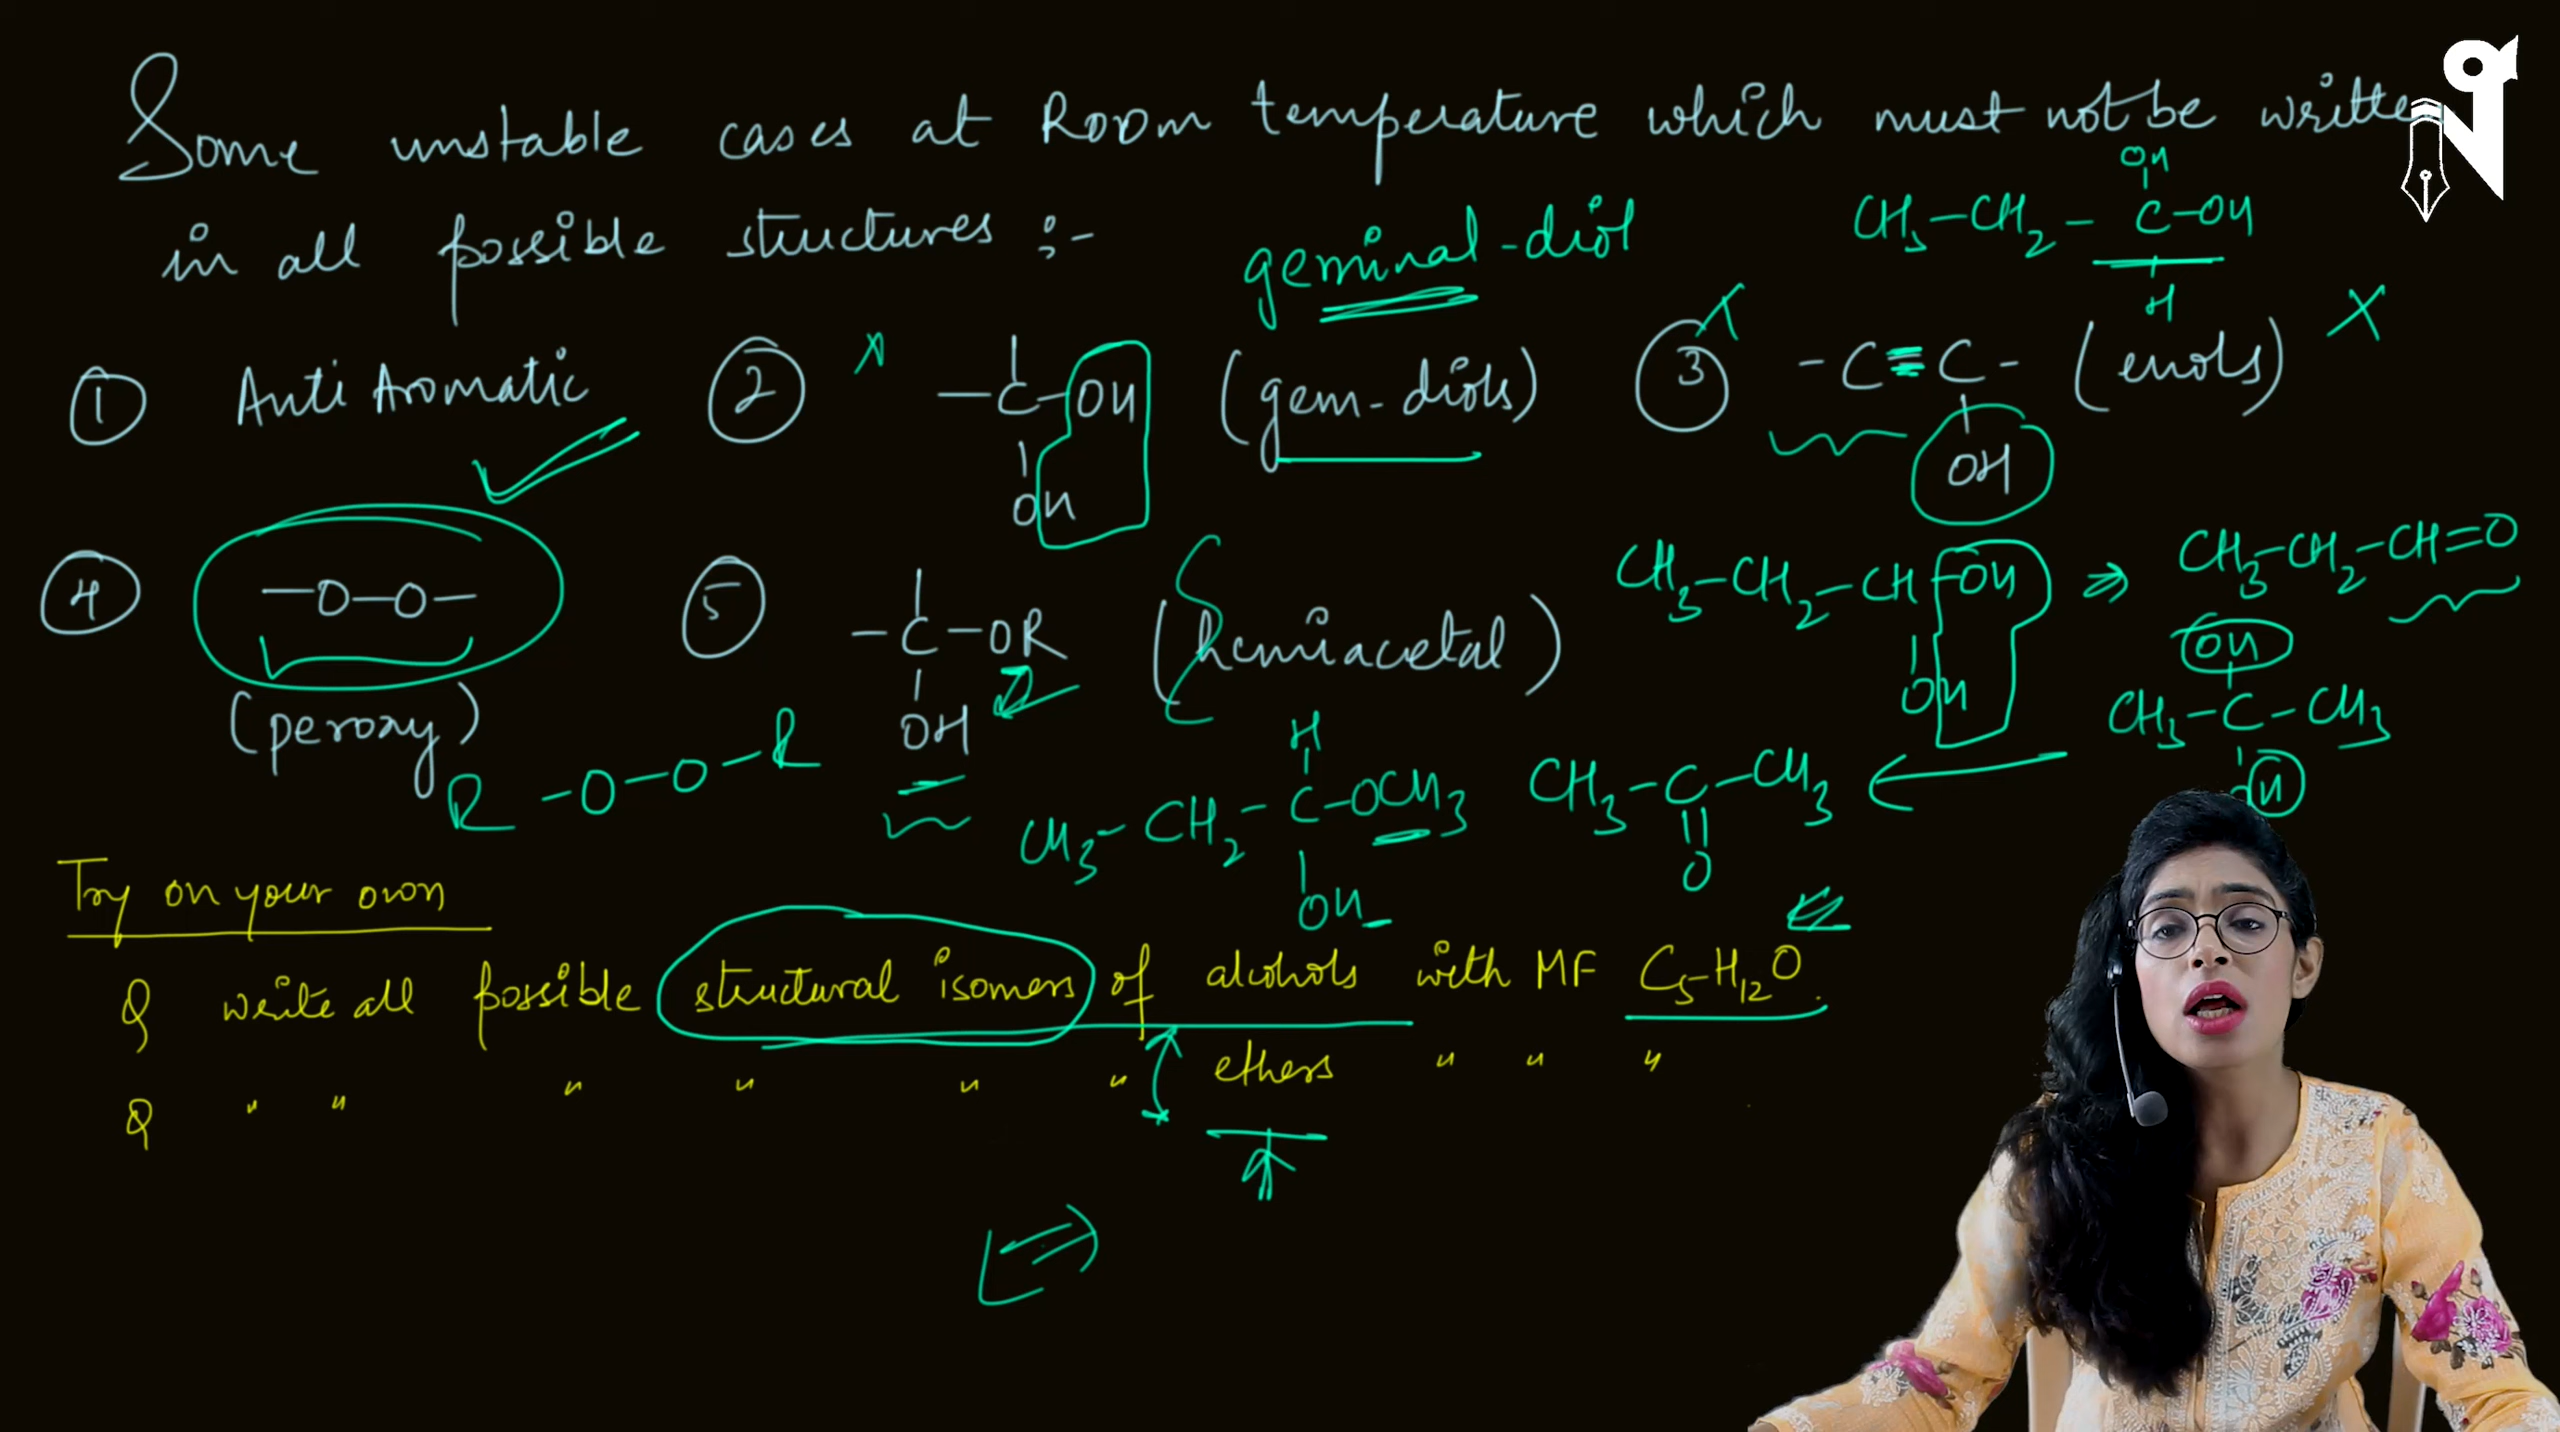 Some unstable cases at Room temperature which must not be written
in all possible structures :-
geminal-diol
OH
CH3-CH2-C-OH
H
① Anti Aromatic
② x -C-OH (gem-diols)
OH
③ -C=C- (enols) X
OH
④ -O-O-
(peroxy)
R-O-O-R
⑤ -C-OR (hemiacetal)
OH
CH3-CH2-CH-OH ⇒ CH3-CH2-CH=O
OH
OH
CH3-C-CH3
OH
H
CH3-CH2-C-OCH3
OH
CH3-C-CH3
O
Try on your own
Q write all possible structural isomers of alcohols with MF C5H12O.
Q " " " " " " ethers " " "